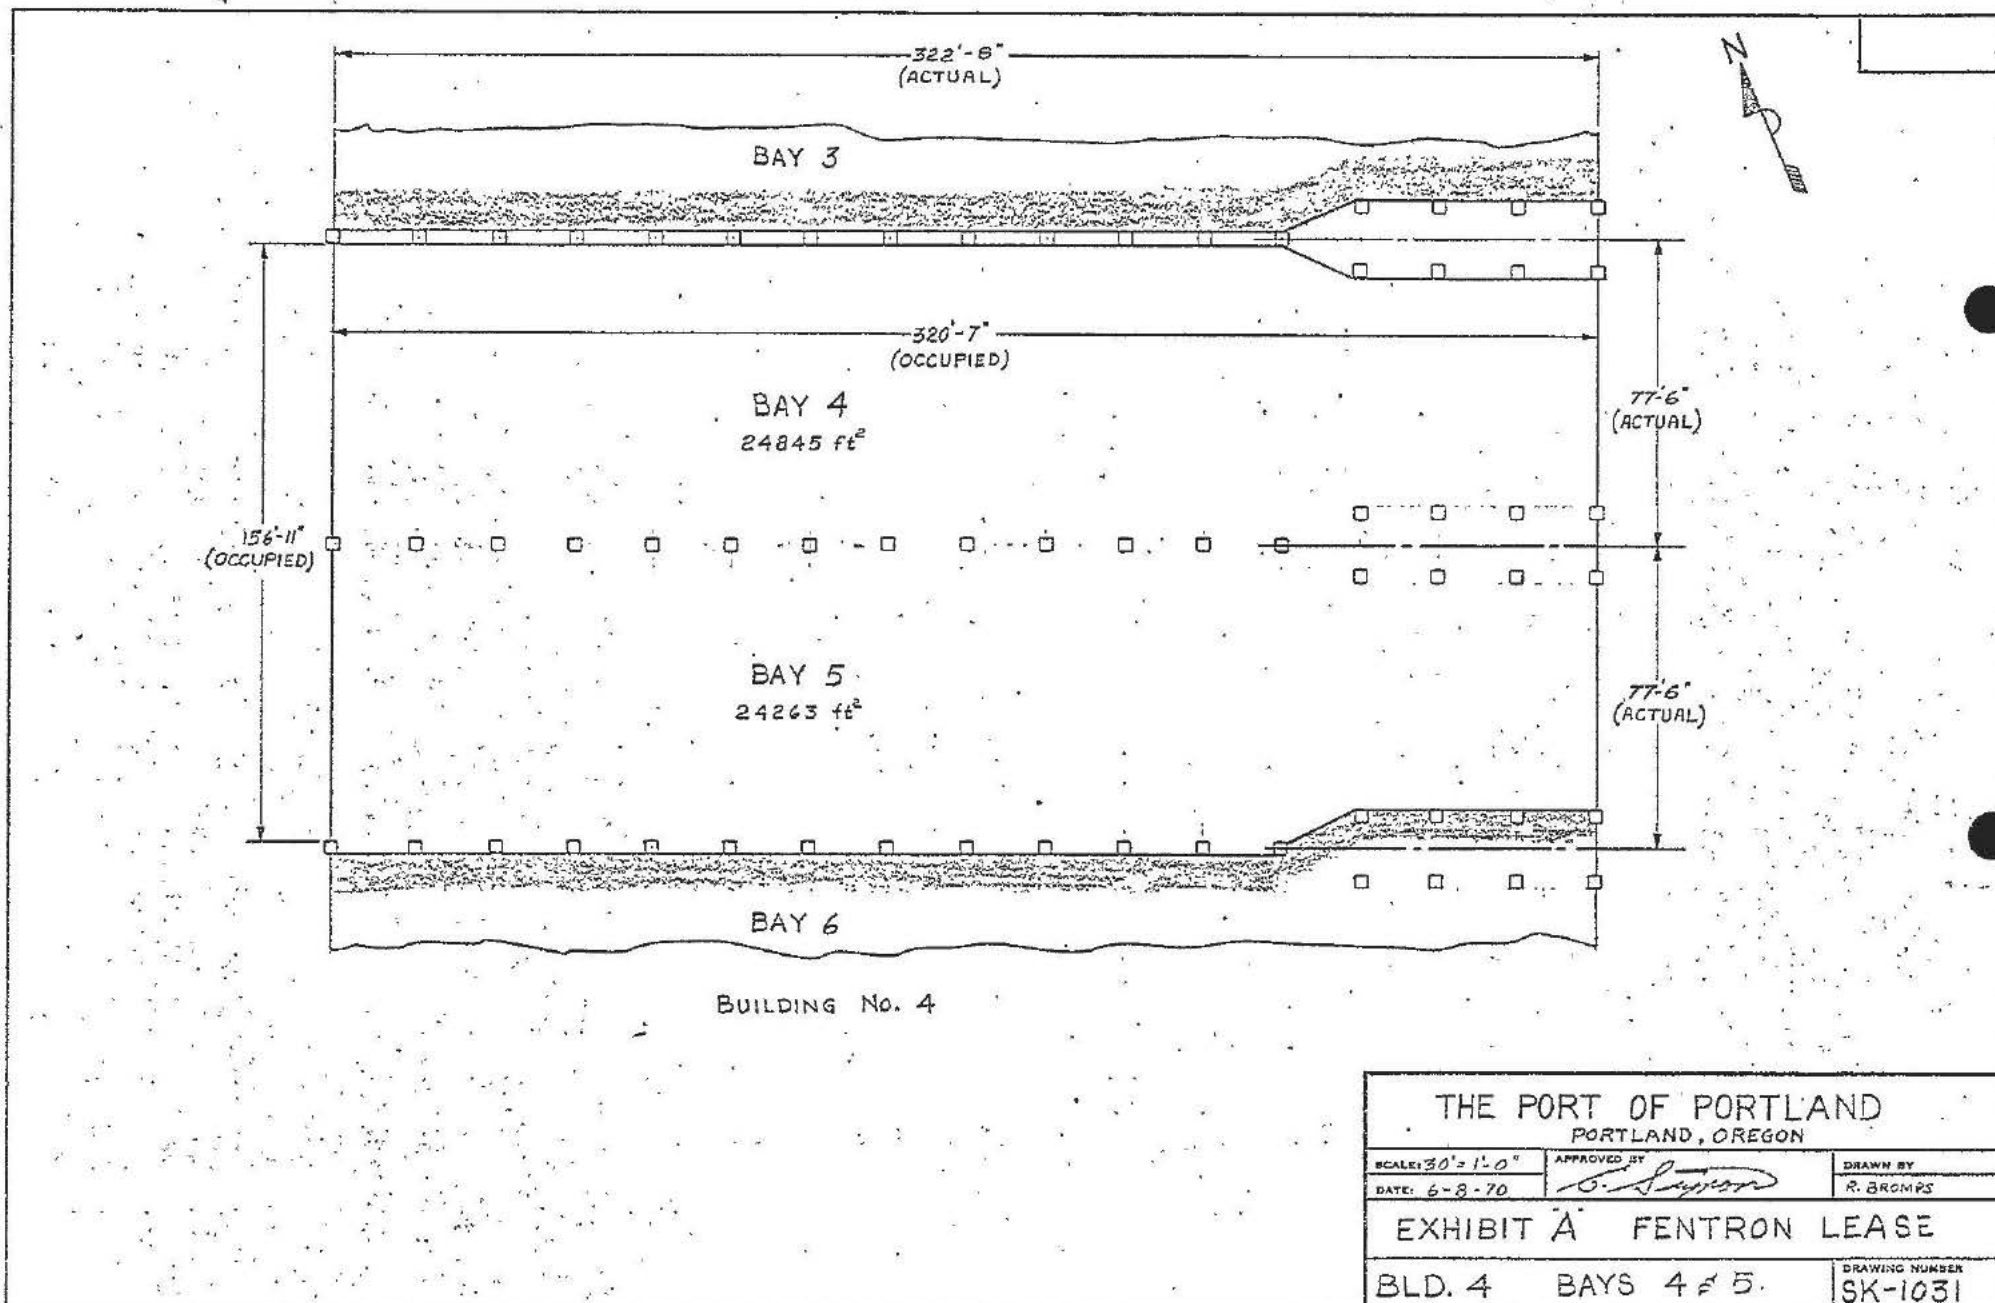 322'-8"
(ACTUAL)
N
BAY 3
320'-7"
(OCCUPIED)
BAY 4
24845 ft²
77'-6"
(ACTUAL)
156'-11"
(OCCUPIED)
BAY 5
24263 ft²
77'-6"
(ACTUAL)
BAY 6
BUILDING No. 4
THE PORT OF PORTLAND
PORTLAND, OREGON
SCALE: 30' = 1'-0"
APPROVED BY
DRAWN BY
DATE: 6-8-70
R. BROMPS
EXHIBIT "A" FENTRON LEASE
BLD. 4 BAYS 4 & 5.
DRAWING NUMBER
SK-1031